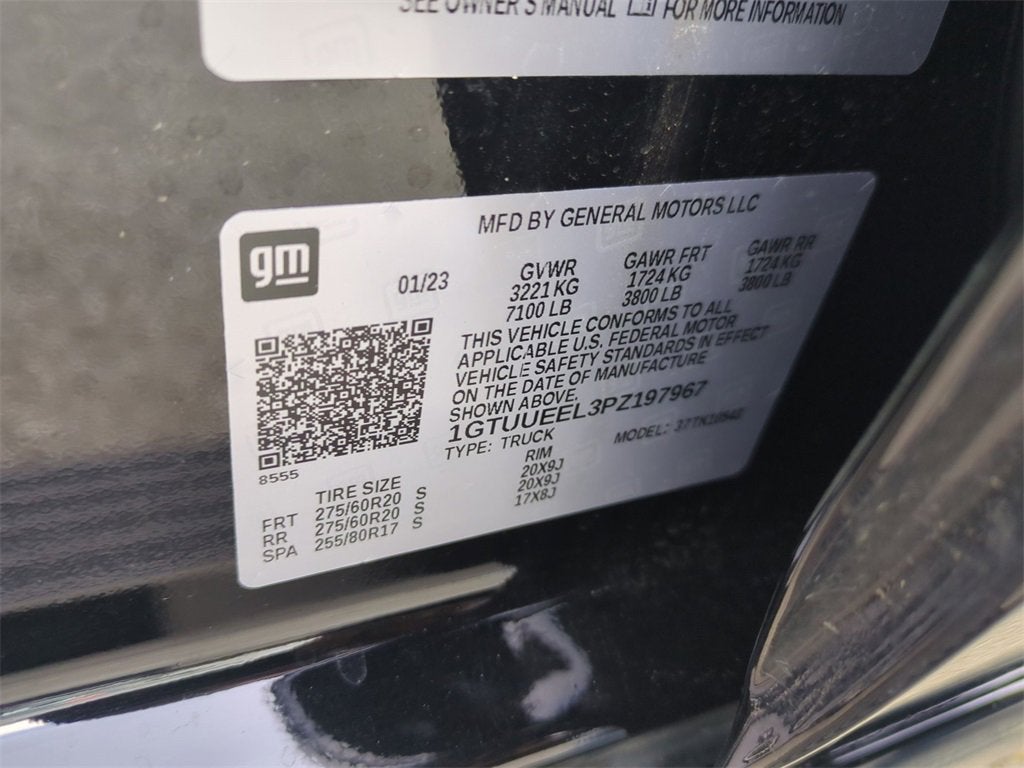 SEE OWNER'S MANUAL FOR MORE INFORMATION
MFD BY GENERAL MOTORS LLC
gm
01/23
GVWR
3221 KG
7100 LB
GAWR FRT
1724 KG
3800 LB
GAWR RR
1724 KG
3800 LB
THIS VEHICLE CONFORMS TO ALL
APPLICABLE U.S. FEDERAL MOTOR
VEHICLE SAFETY STANDARDS IN EFFECT
ON THE DATE OF MANUFACTURE
SHOWN ABOVE.
1GTUUEEL3PZ197967
TYPE: TRUCK
MODEL:
8555
TIRE SIZE RIM
FRT 275/60R20 S 20X9J
RR 275/60R20 S 20X9J
SPA 255/80R17 S 17X8J